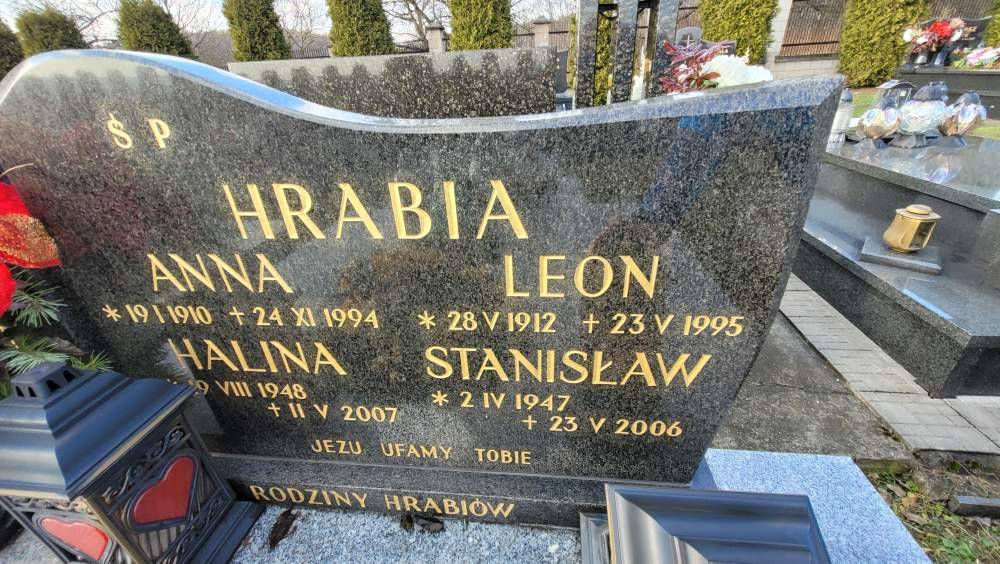 Ś P
HRABIA
ANNA LEON
* 19 I 1910 + 24 XI 1994 * 28 V 1912 + 23 V 1995
HALINA STANISŁAW
VIII 1948 * 2 IV 1947
+ 11 V 2007 + 23 V 2006
JEZU UFAMY TOBIE
RODZINY HRABIÓW